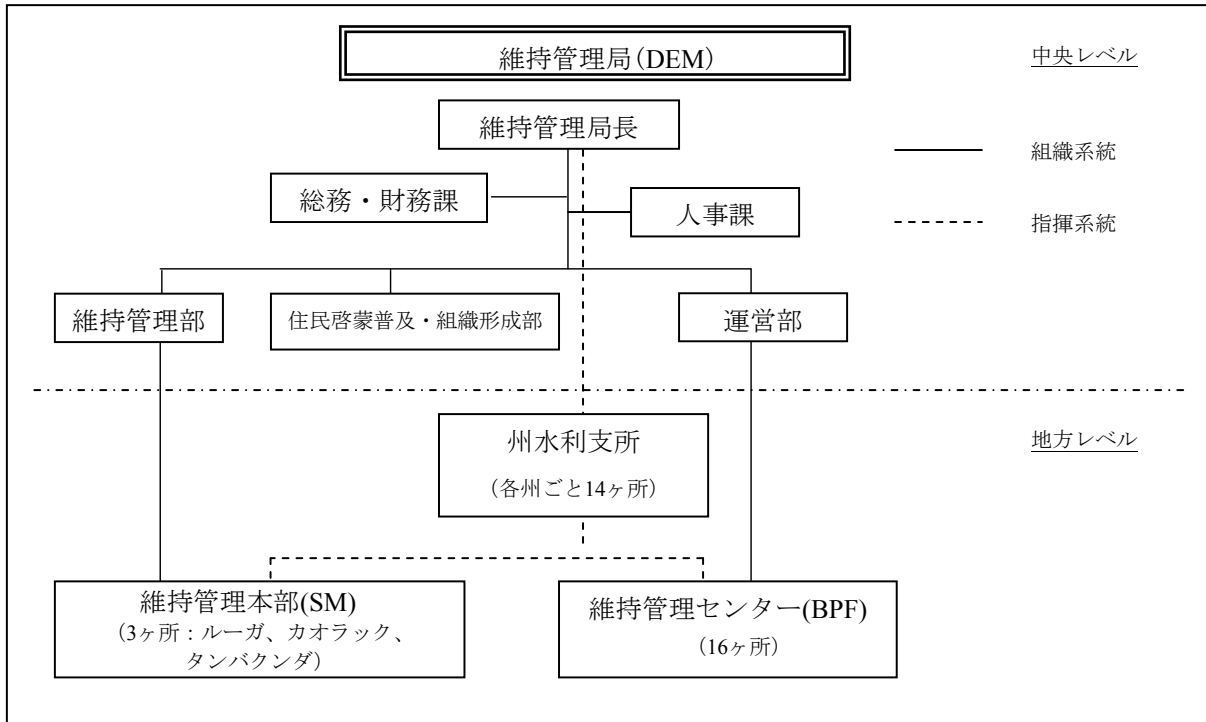 維持管理局(DEM)
中央レベル
維持管理局長
組織系統
総務・財務課
人事課
指揮系統
維持管理部
住民啓蒙普及・組織形成部
運営部
州水利支所
(各州ごと14ヶ所)
地方レベル
維持管理本部(SM)
(3ヶ所：ルーガ、カオラック、
タンバクンダ)
維持管理センター(BPF)
(16ヶ所)